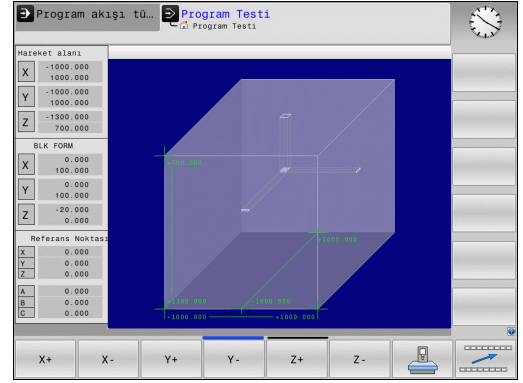 Program akışı tü...
Program Testi
Program Testi
Hareket alanı
X -1000.000
1000.000
Y -1000.000
1000.000
Z -1300.000
700.000
BLK FORM
X 0.000
100.000
Y 0.000
100.000
Z -20.000
0.000
Referans Noktası
X 0.000
Y 0.000
Z 0.000
A 0.000
B 0.000
C 0.000
+1000.000
-1300.000
-1000.000
-1000.000
+1000.000
X+ X- Y+ Y- Z+ Z-